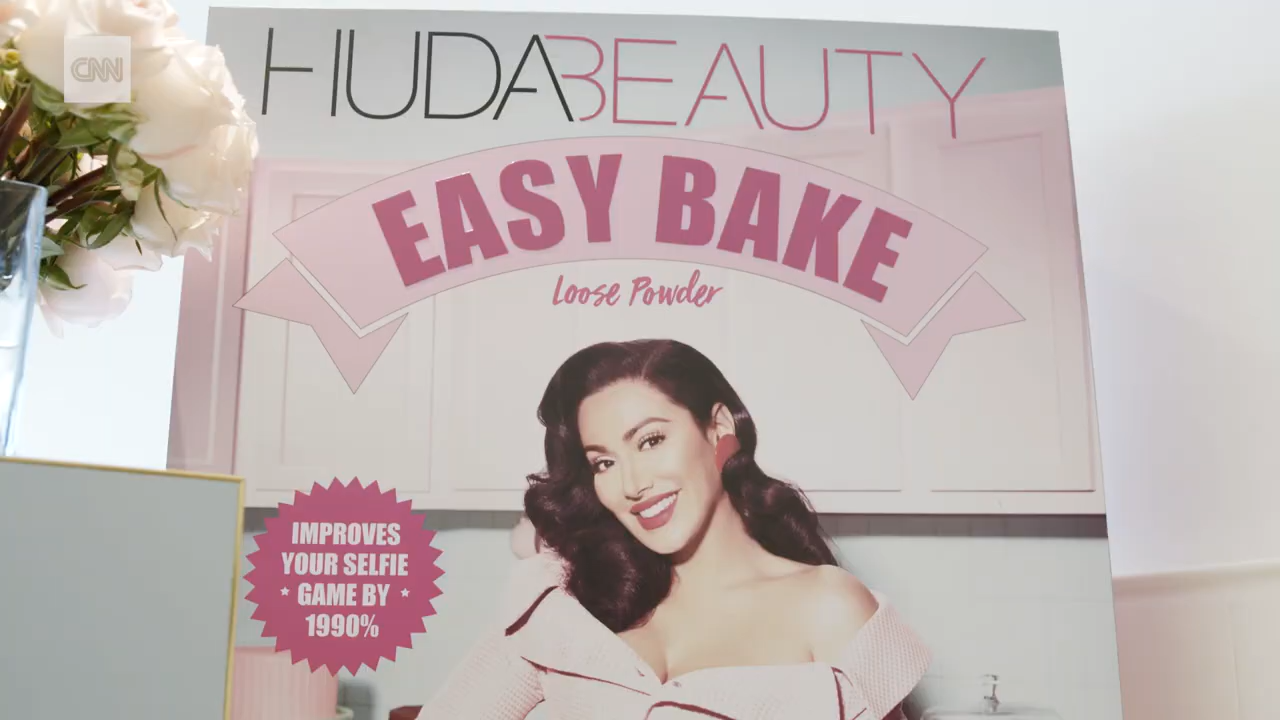 CNN
HUDABEAUTY
EASY BAKE
Loose Powder
IMPROVES
YOUR SELFIE
GAME BY
1990%